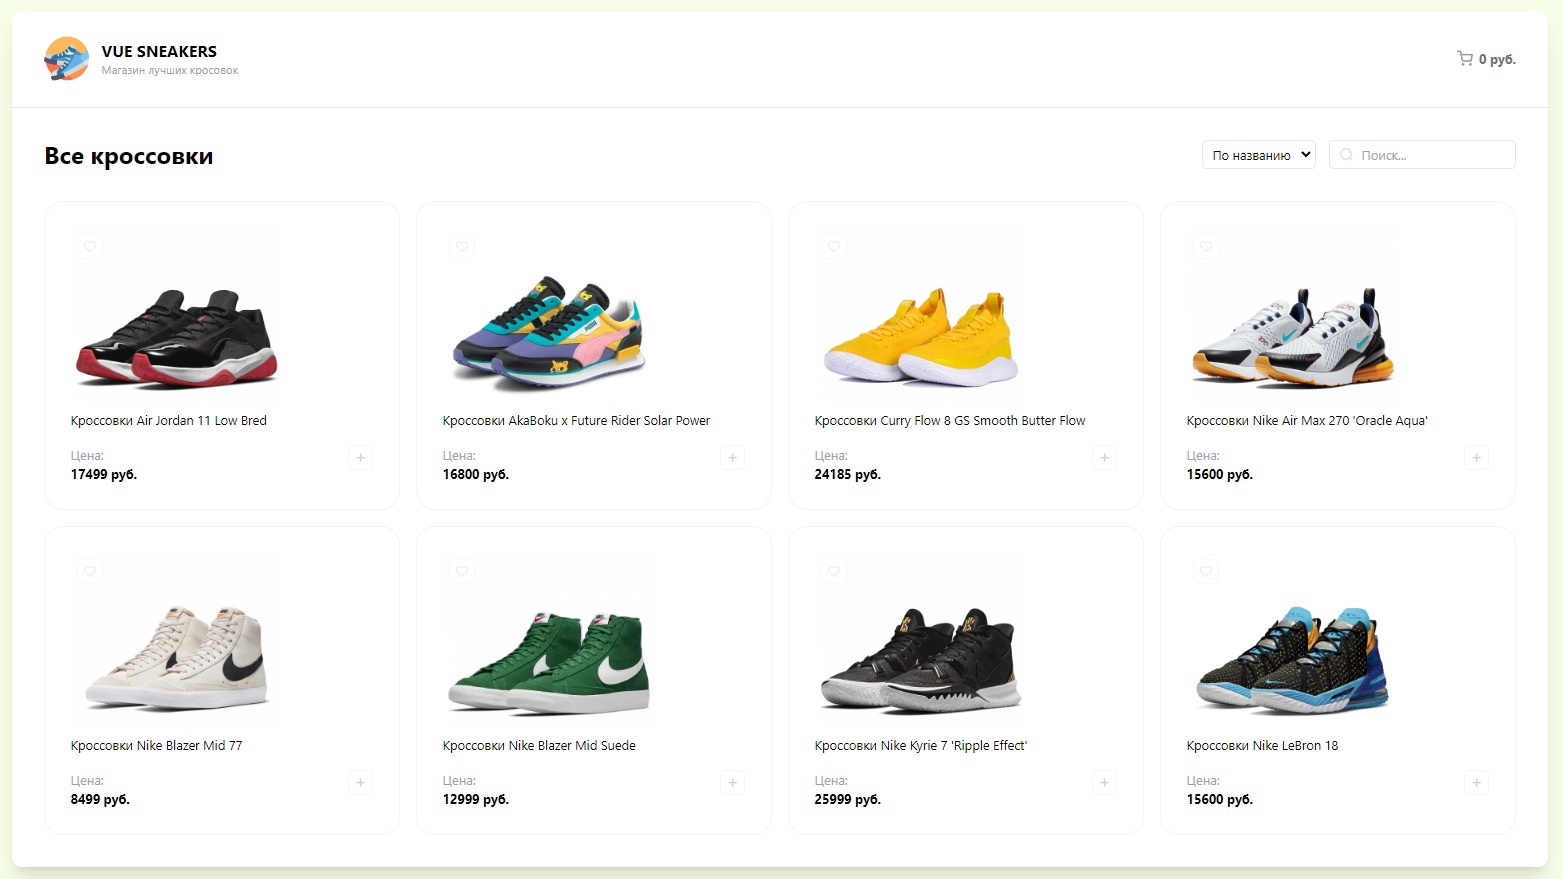 VUE SNEAKERS
Магазин лучших кросовок
0 руб.
Все кроссовки
По названию
Поиск...
Кроссовки Air Jordan 11 Low Bred
Цена:
17499 руб.
Кроссовки AkaBoku x Future Rider Solar Power
Цена:
16800 руб.
Кроссовки Curry Flow 8 GS Smooth Butter Flow
Цена:
24185 руб.
Кроссовки Nike Air Max 270 'Oracle Aqua'
Цена:
15600 руб.
Кроссовки Nike Blazer Mid 77
Цена:
8499 руб.
Кроссовки Nike Blazer Mid Suede
Цена:
12999 руб.
Кроссовки Nike Kyrie 7 'Ripple Effect'
Цена:
25999 руб.
Кроссовки Nike LeBron 18
Цена:
15600 руб.